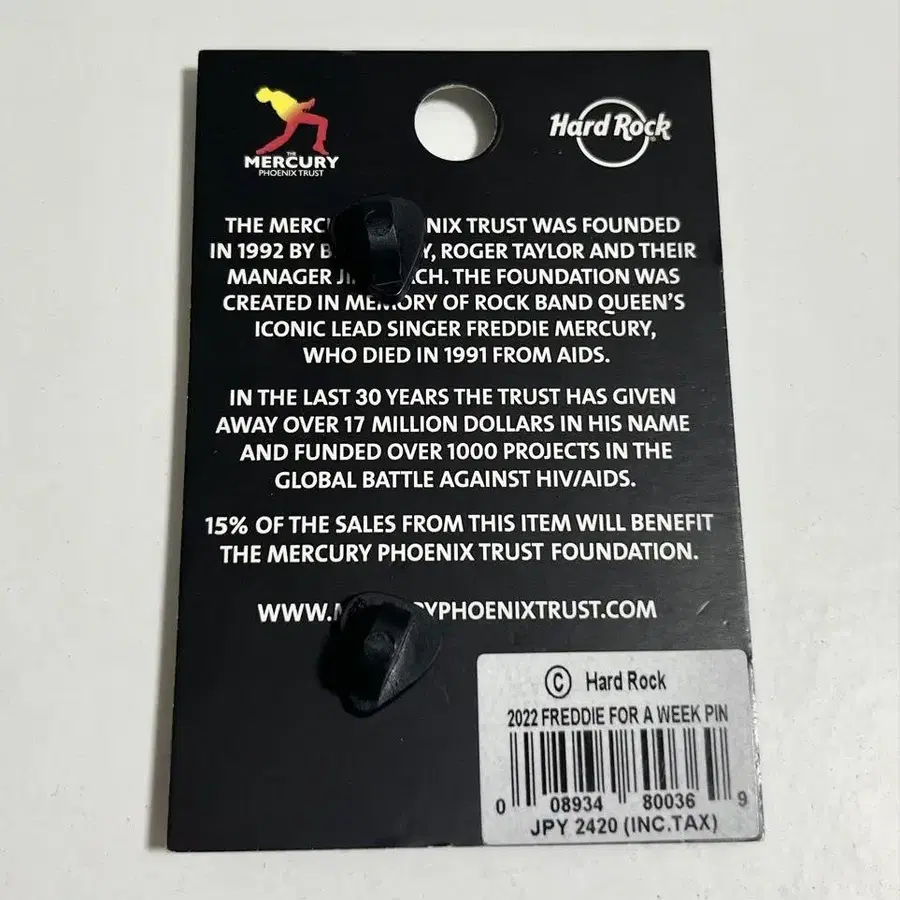 THE
MERCURY
PHOENIX TRUST
Hard Rock
THE MERC NIX TRUST WAS FOUNDED
IN 1992 BY B Y, ROGER TAYLOR AND THEIR
MANAGER JI CH. THE FOUNDATION WAS
CREATED IN MEMORY OF ROCK BAND QUEEN'S
ICONIC LEAD SINGER FREDDIE MERCURY,
WHO DIED IN 1991 FROM AIDS.
IN THE LAST 30 YEARS THE TRUST HAS GIVEN
AWAY OVER 17 MILLION DOLLARS IN HIS NAME
AND FUNDED OVER 1000 PROJECTS IN THE
GLOBAL BATTLE AGAINST HIV/AIDS.
15% OF THE SALES FROM THIS ITEM WILL BENEFIT
THE MERCURY PHOENIX TRUST FOUNDATION.
WWW.M YPHOENIXTRUST.COM
© Hard Rock
2022 FREDDIE FOR A WEEK PIN
0 08934 80036 9
JPY 2420 (INC.TAX)